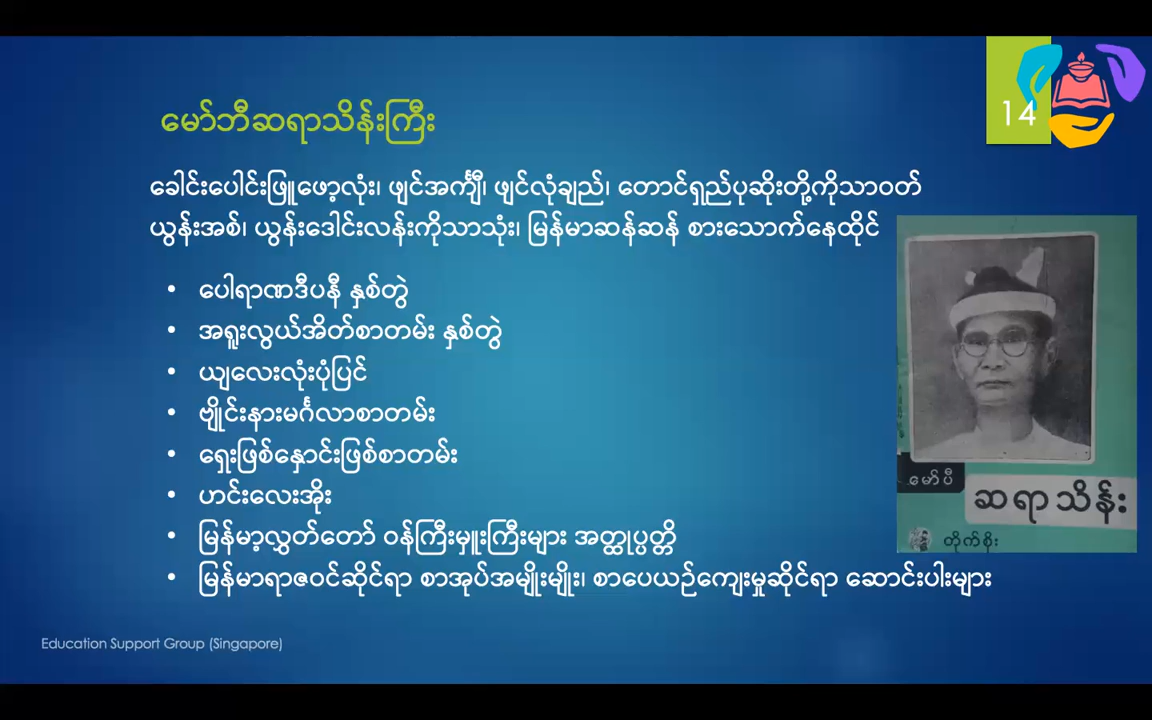 14
မော်ဘီဆရာသိန်းကြီး
ခေါင်းပေါင်းဖြူဖော့လုံး၊ ဖျင်အင်္ကျီ၊ ဖျင်လုံချည်၊ တောင်ရှည်ပုဆိုးတို့ကိုသာဝတ်
ယွန်းအစ်၊ ယွန်းဒေါင်းလန်းကိုသာသုံး၊ မြန်မာဆန်ဆန် စားသောက်နေထိုင်
• ပေါရာဏဒီပနီ နှစ်တွဲ
• အရူးလွယ်အိတ်စာတမ်း နှစ်တွဲ
• ယျလေးလုံးပုံပြင်
• ဗျိုင်းနားမင်္ဂလာစာတမ်း
• ရှေးဖြစ်နှောင်းဖြစ်စာတမ်း
• ဟင်းလေးအိုး
• မြန်မာ့လွှတ်တော် ဝန်ကြီးမှူးကြီးများ အတ္ထုပ္ပတ္တိ
• မြန်မာရာဇဝင်ဆိုင်ရာ စာအုပ်အမျိုးမျိုး၊ စာပေယဉ်ကျေးမှုဆိုင်ရာ ဆောင်းပါးများ
မော်ပီ
ဆရာသိန်း
တိုက်စိုး
Education Support Group (Singapore)